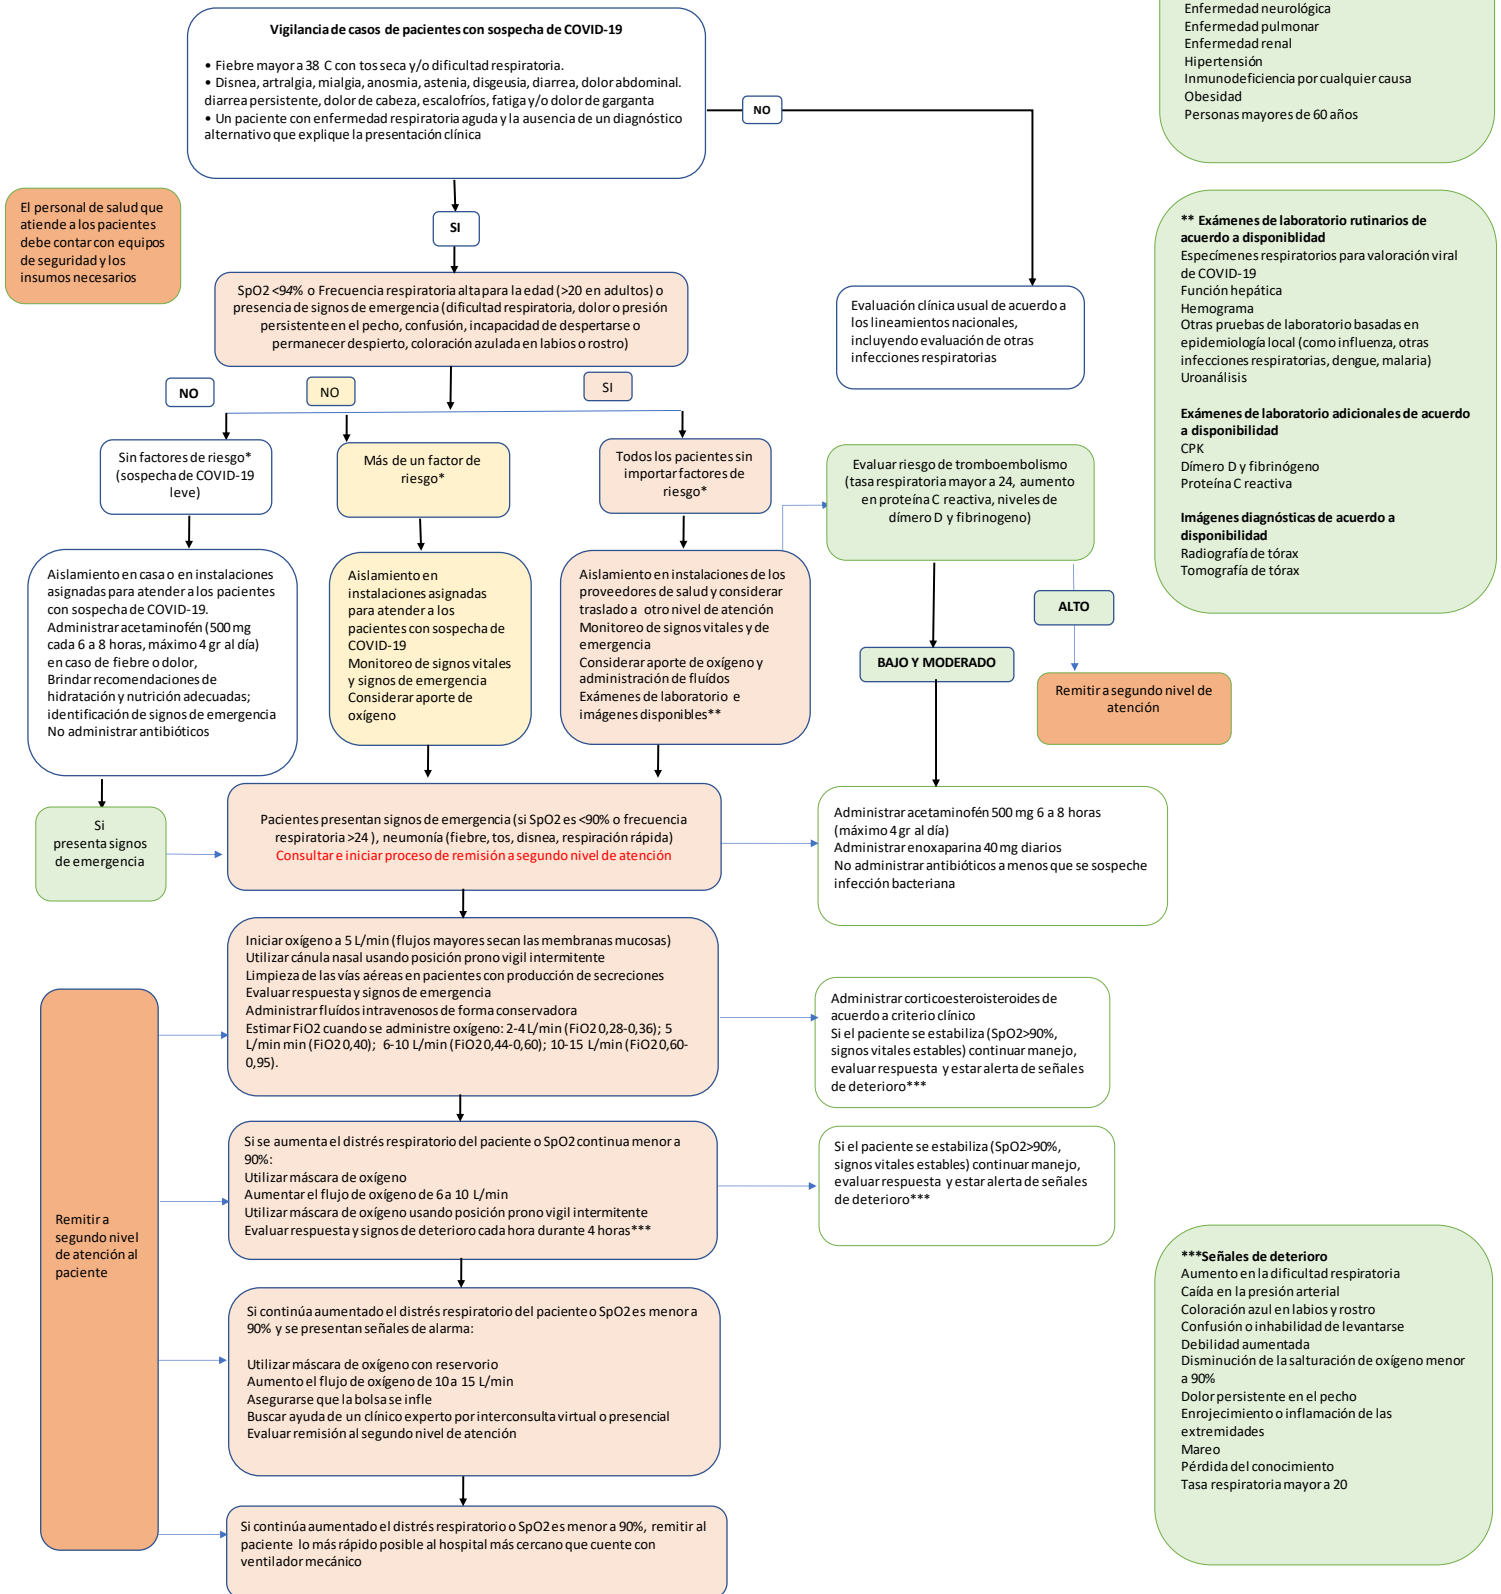 Vigilancia de casos de pacientes con sospecha de COVID-19
• Fiebre mayor a 38 C con tos seca y/o dificultad respiratoria.
• Disnea, artralgia, mialgia, anosmia, astenia, disgeusia, diarrea, dolor abdominal.
diarrea persistente, dolor de cabeza, escalofríos, fatiga y/o dolor de garganta
• Un paciente con enfermedad respiratoria aguda y la ausencia de un diagnóstico
alternativo que explique la presentación clínica
NO
Enfermedad neurológica
Enfermedad pulmonar
Enfermedad renal
Hipertensión
Inmunodeficiencia por cualquier causa
Obesidad
Personas mayores de 60 años
El personal de salud que
atiende a los pacientes
debe contar con equipos
de seguridad y los
insumos necesarios
SI
SpO2 <94% o Frecuencia respiratoria alta para la edad (>20 en adultos) o
presencia de signos de emergencia (dificultad respiratoria, dolor o presión
persistente en el pecho, confusión, incapacidad de despertarse o
permanecer despierto, coloración azulada en labios o rostro)
Evaluación clínica usual de acuerdo a
los lineamientos nacionales,
incluyendo evaluación de otras
infecciones respiratorias
** Exámenes de laboratorio rutinarios de
acuerdo a disponiblidad
Especímenes respiratorios para valoración viral
de COVID-19
Función hepática
Hemograma
Otras pruebas de laboratorio basadas en
epidemiología local (como influenza, otras
infecciones respiratorias, dengue, malaria)
Uroanálisis
Exámenes de laboratorio adicionales de acuerdo
a disponibilidad
CPK
Dímero D y fibrinógeno
Proteína C reactiva
Imágenes diagnósticas de acuerdo a
disponibilidad
Radiografía de tórax
Tomografía de tórax
NO
NO
SI
Sin factores de riesgo*
(sospecha de COVID-19
leve)
Más de un factor de
riesgo*
Todos los pacientes sin
importar factores de
riesgo*
Evaluar riesgo de tromboembolismo
(tasa respiratoria mayor a 24, aumento
en proteína C reactiva, niveles de
dímero D y fibrinogeno)
Aislamiento en casa o en instalaciones
asignadas para atender a los pacientes
con sospecha de COVID-19.
Administrar acetaminofén (500 mg
cada 6 a 8 horas, máximo 4 gr al día)
en caso de fiebre o dolor,
Brindar recomendaciones de
hidratación y nutrición adecuadas;
identificación de signos de emergencia
No administrar antibióticos
Aislamiento en
instalaciones asignadas
para atender a los
pacientes con sospecha de
COVID-19
Monitoreo de signos vitales
y signos de emergencia
Considerar aporte de
oxígeno
Aislamiento en instalaciones de los
proveedores de salud y considerar
traslado a otro nivel de atención
Monitoreo de signos vitales y de
emergencia
Considerar aporte de oxígeno y
administración de fluídos
Exámenes de laboratorio e
imágenes disponibles**
ALTO
BAJO Y MODERADO
Remitir a segundo nivel de
atención
Si
presenta signos
de emergencia
Pacientes presentan signos de emergencia (si SpO2 es <90% o frecuencia
respiratoria >24 ), neumonía (fiebre, tos, disnea, respiración rápida)
Consultar e iniciar proceso de remisión a segundo nivel de atención
Administrar acetaminofén 500 mg 6 a 8 horas
(máximo 4 gr al día)
Administrar enoxaparina 40 mg diarios
No administrar antibióticos a menos que se sospeche
infección bacteriana
Iniciar oxígeno a 5 L/min (flujos mayores secan las membranas mucosas)
Utilizar cánula nasal usando posición prono vigil intermitente
Limpieza de las vías aéreas en pacientes con producción de secreciones
Evaluar respuesta y signos de emergencia
Administrar fluídos intravenosos de forma conservadora
Estimar FiO2 cuando se administre oxígeno: 2-4 L/min (FiO2 0,28-0,36); 5
L/min min (FiO2 0,40); 6-10 L/min (FiO2 0,44-0,60); 10-15 L/min (FiO2 0,60-
0,95).
Administrar corticoesteroisteroides de
acuerdo a criterio clínico
Si el paciente se estabiliza (SpO2>90%,
signos vitales estables) continuar manejo,
evaluar respuesta y estar alerta de señales
de deterioro***
Remitir a
segundo nivel
de atención al
paciente
Si se aumenta el distrés respiratorio del paciente o SpO2 continua menor a
90%:
Utilizar máscara de oxígeno
Aumentar el flujo de oxígeno de 6 a 10 L/min
Utilizar máscara de oxígeno usando posición prono vigil intermitente
Evaluar respuesta y signos de deterioro cada hora durante 4 horas***
Si el paciente se estabiliza (SpO2>90%,
signos vitales estables) continuar manejo,
evaluar respuesta y estar alerta de señales
de deterioro***
Si continúa aumentado el distrés respiratorio del paciente o SpO2 es menor a
90% y se presentan señales de alarma:
Utilizar máscara de oxígeno con reservorio
Aumento el flujo de oxígeno de 10 a 15 L/min
Asegurarse que la bolsa se infle
Buscar ayuda de un clínico experto por interconsulta virtual o presencial
Evaluar remisión al segundo nivel de atención
***Señales de deterioro
Aumento en la dificultad respiratoria
Caída en la presión arterial
Coloración azul en labios y rostro
Confusión o inhabilidad de levantarse
Debilidad aumentada
Disminución de la salturación de oxígeno menor
a 90%
Dolor persistente en el pecho
Enrojecimiento o inflamación de las
extremidades
Mareo
Pérdida del conocimiento
Tasa respiratoria mayor a 20
Si continúa aumentado el distrés respiratorio o SpO2 es menor a 90%, remitir al
paciente lo más rápido posible al hospital más cercano que cuente con
ventilador mecánico